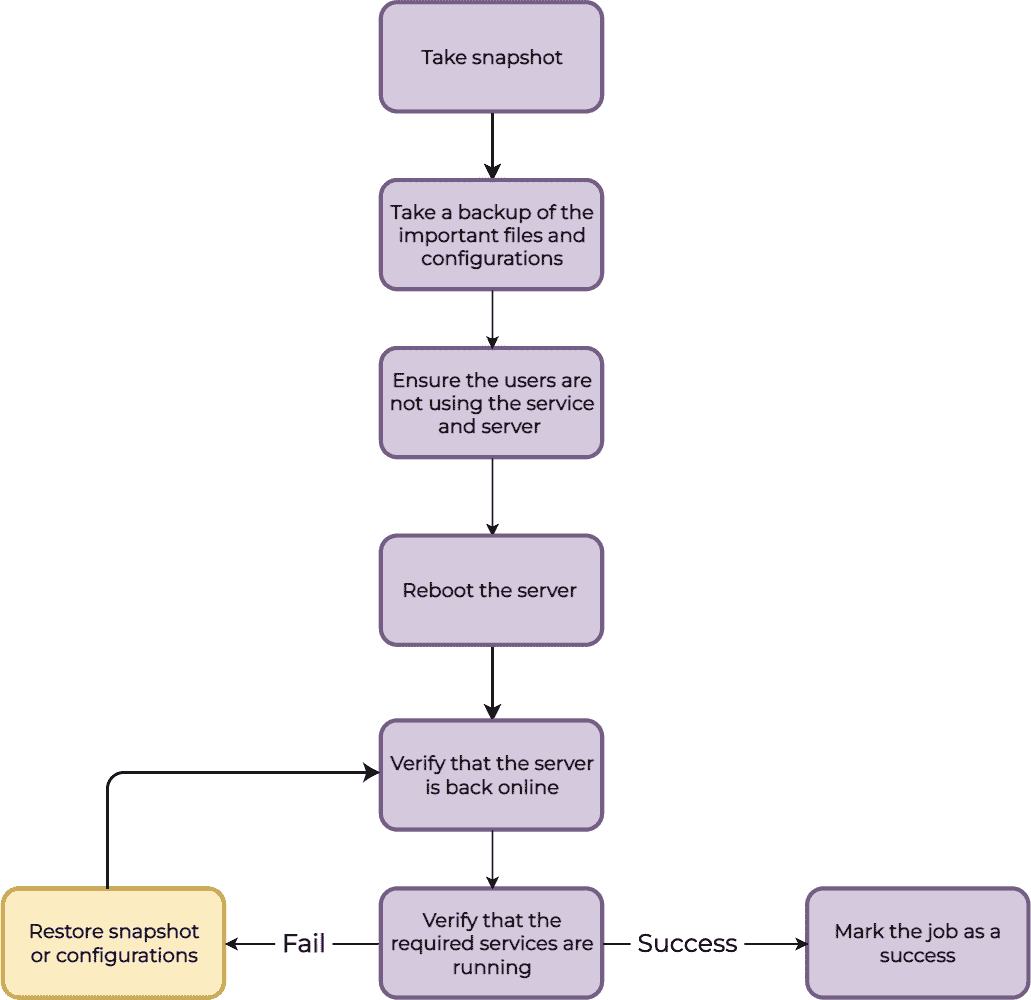 Take snapshot
Take a backup of the
important files and
configurations
Ensure the users are
not using the service
and server
Reboot the server
Verify that the server
is back online
Restore snapshot
or configurations
Fail
Verify that the
required services are
running
Success
Mark the job as a
success